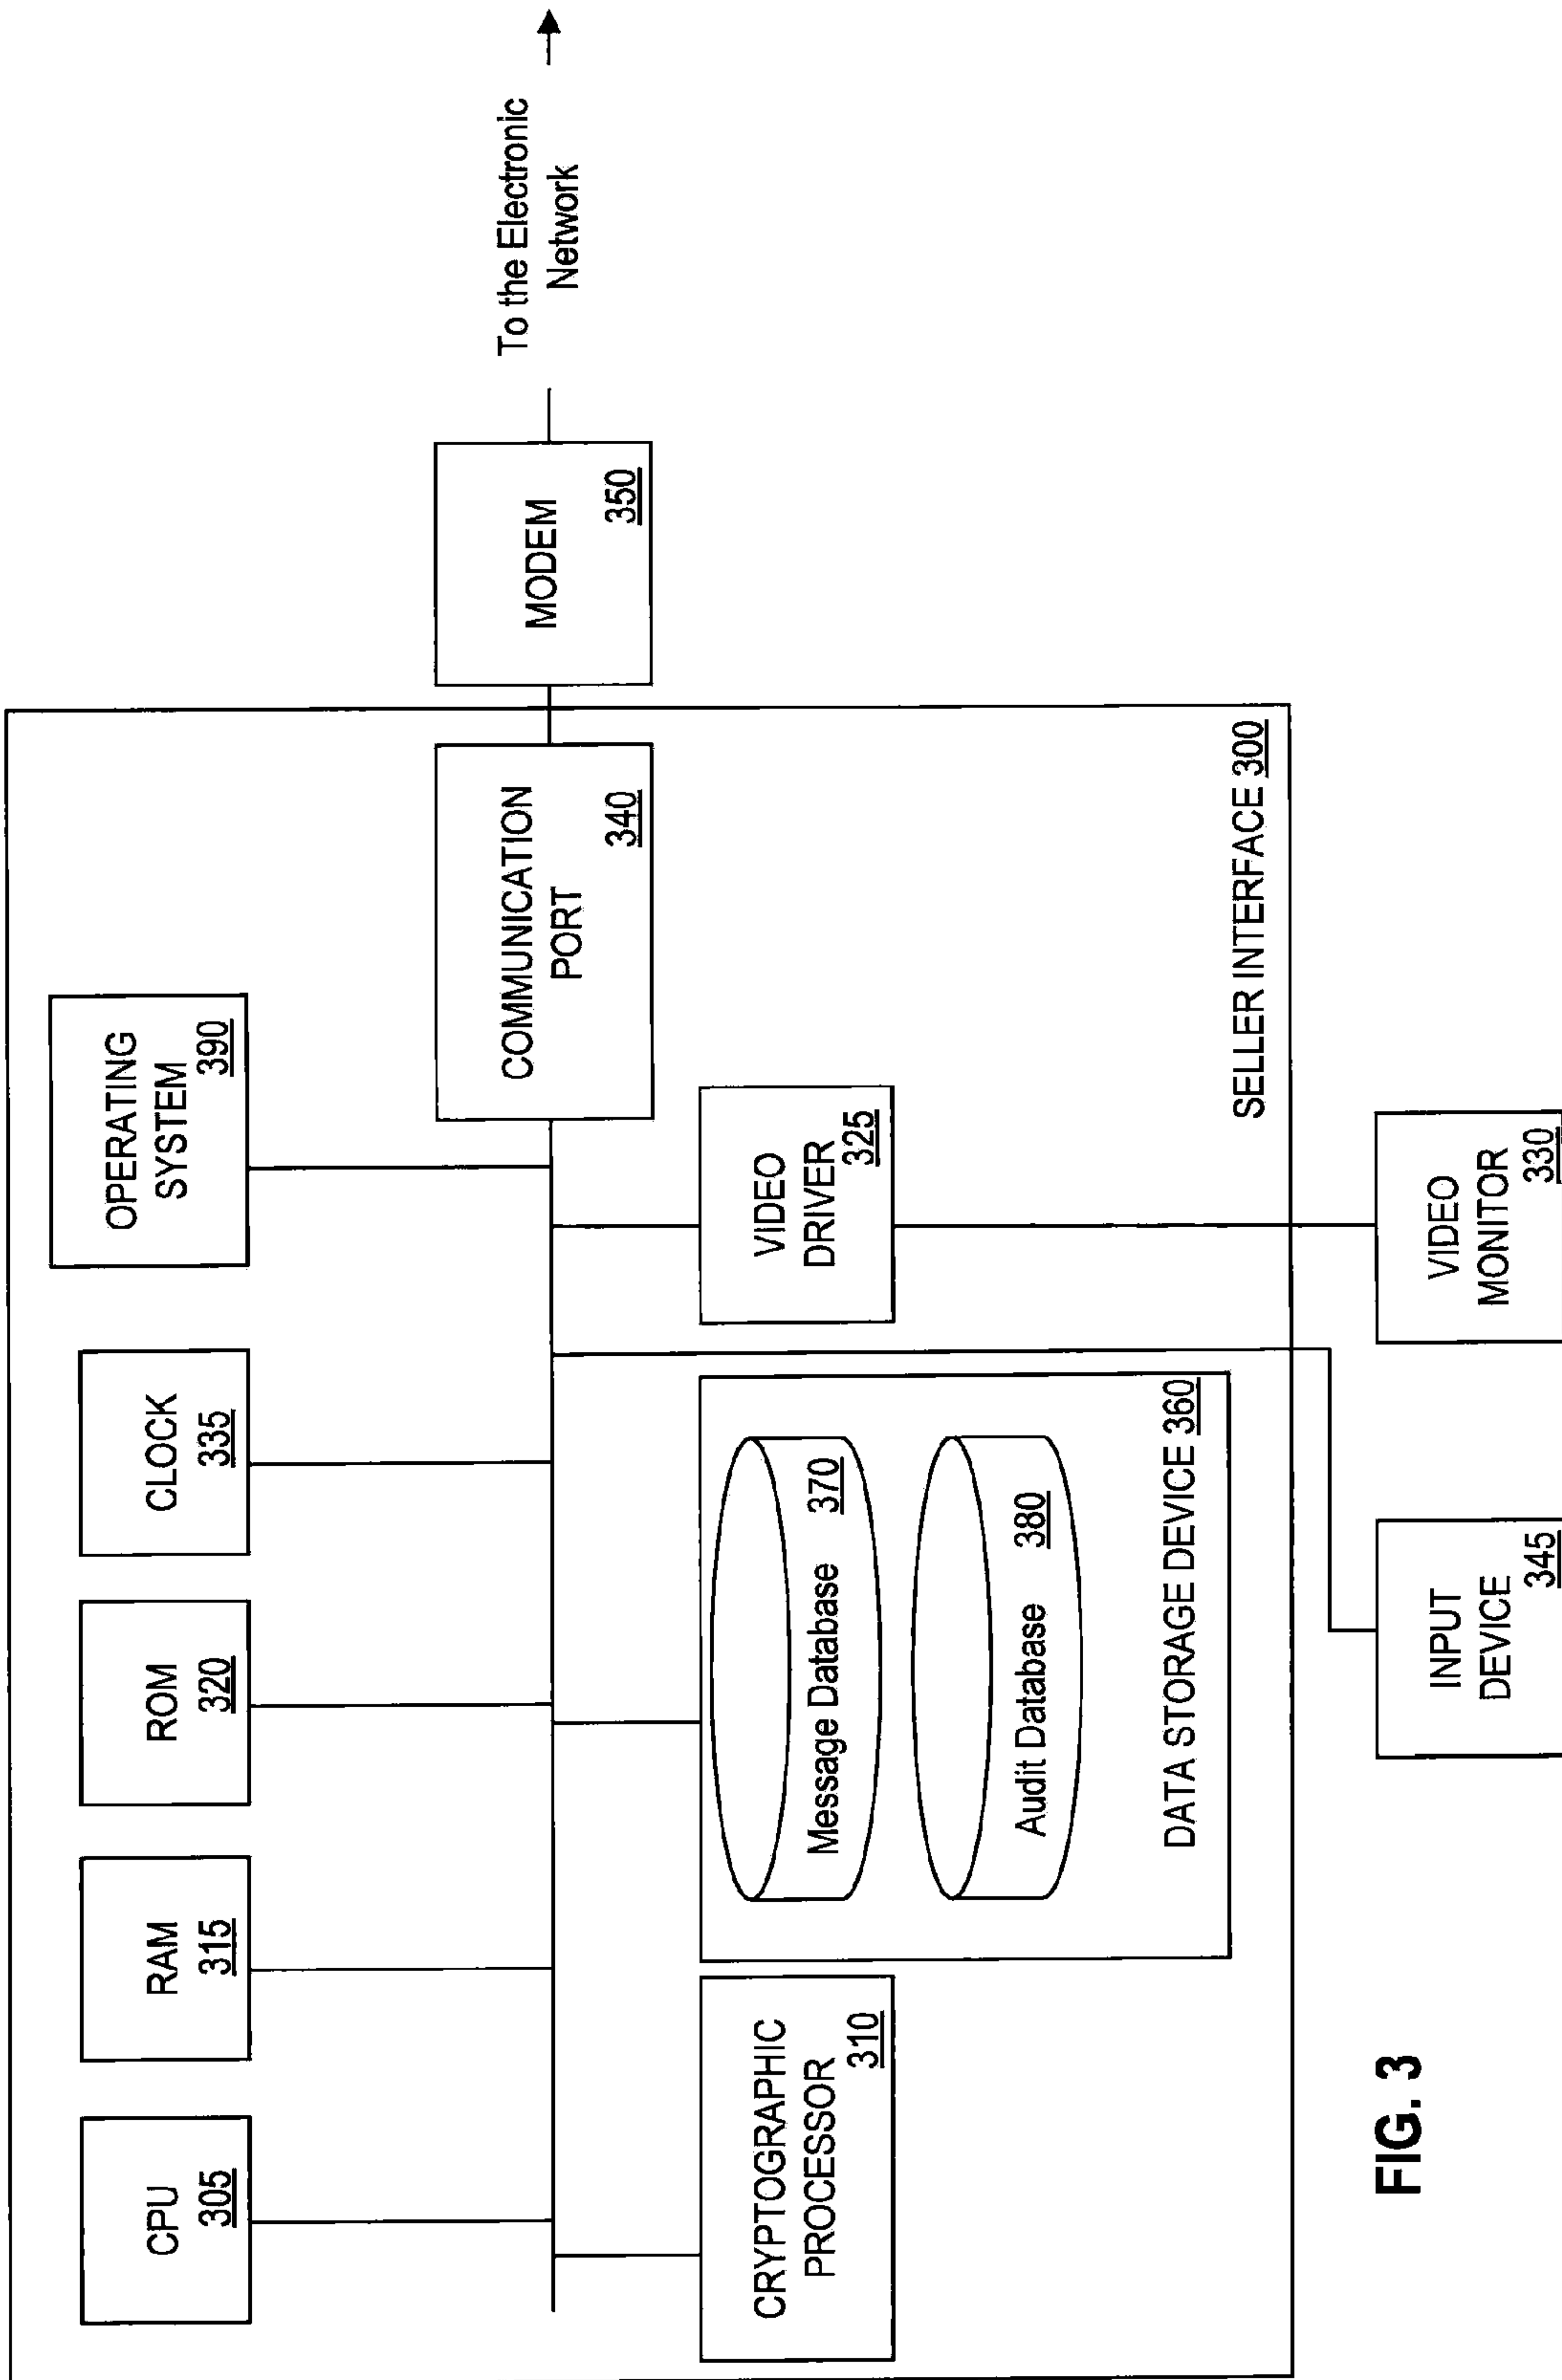 CPU
305
RAM
315
ROM
320
CLOCK
335
OPERATING
SYSTEM
390
COMMUNICATION
PORT
340
MODEM
350
To the Electronic
Network
CRYPTOGRAPHIC
PROCESSOR
310
Message Database 370
Audit Database 380
DATA STORAGE DEVICE 360
VIDEO
DRIVER
325
SELLER INTERFACE 300
INPUT
DEVICE
345
VIDEO
MONITOR
330
FIG. 3